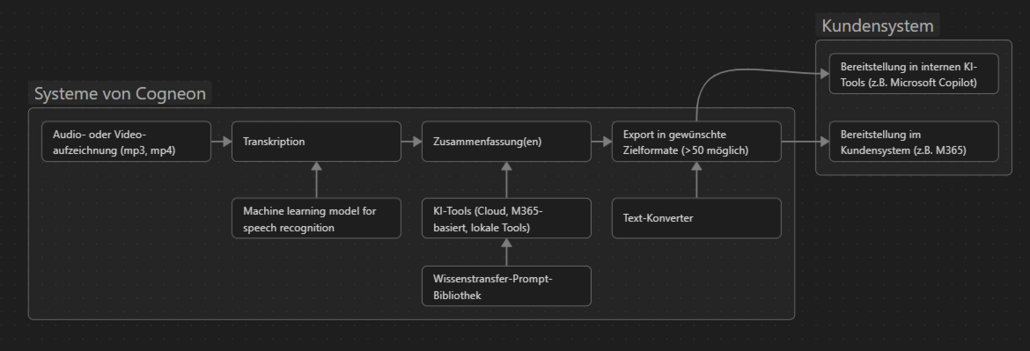 Kundensystem
Bereitstellung in internen KI-
Tools (z.B. Microsoft Copilot)
Systeme von Cogneon
Audio- oder Video-
aufzeichnung (mp3, mp4)
Transkription
Zusammenfassung(en)
Export in gewünschte
Zielformate (>50 möglich)
Bereitstellung im
Kundensystem (z.B. M365)
Machine learning model for
speech recognition
KI-Tools (Cloud, M365-
basiert, lokale Tools)
Text-Konverter
Wissenstransfer-Prompt-
Bibliothek